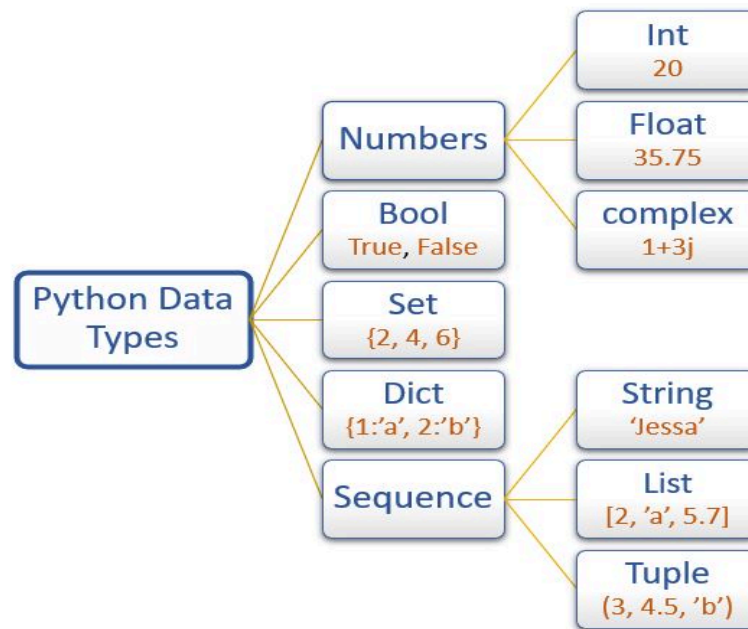 Python Data
Types
Numbers
Int
20
Float
35.75
complex
1+3j
Bool
True, False
Set
{2, 4, 6}
Dict
{1:’a’, 2:’b’}
Sequence
String
‘Jessa’
List
[2, ’a’, 5.7]
Tuple
(3, 4.5, ’b’)